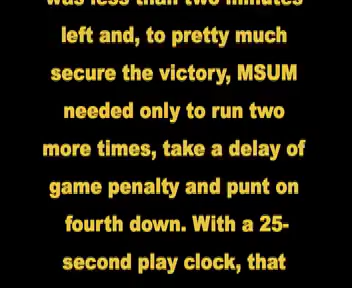 was less than two minutes
left and, to pretty much
secure the victory, MSUM
needed only to run two
more times, take a delay of
game penalty and punt on
fourth down. With a 25-
second play clock, that